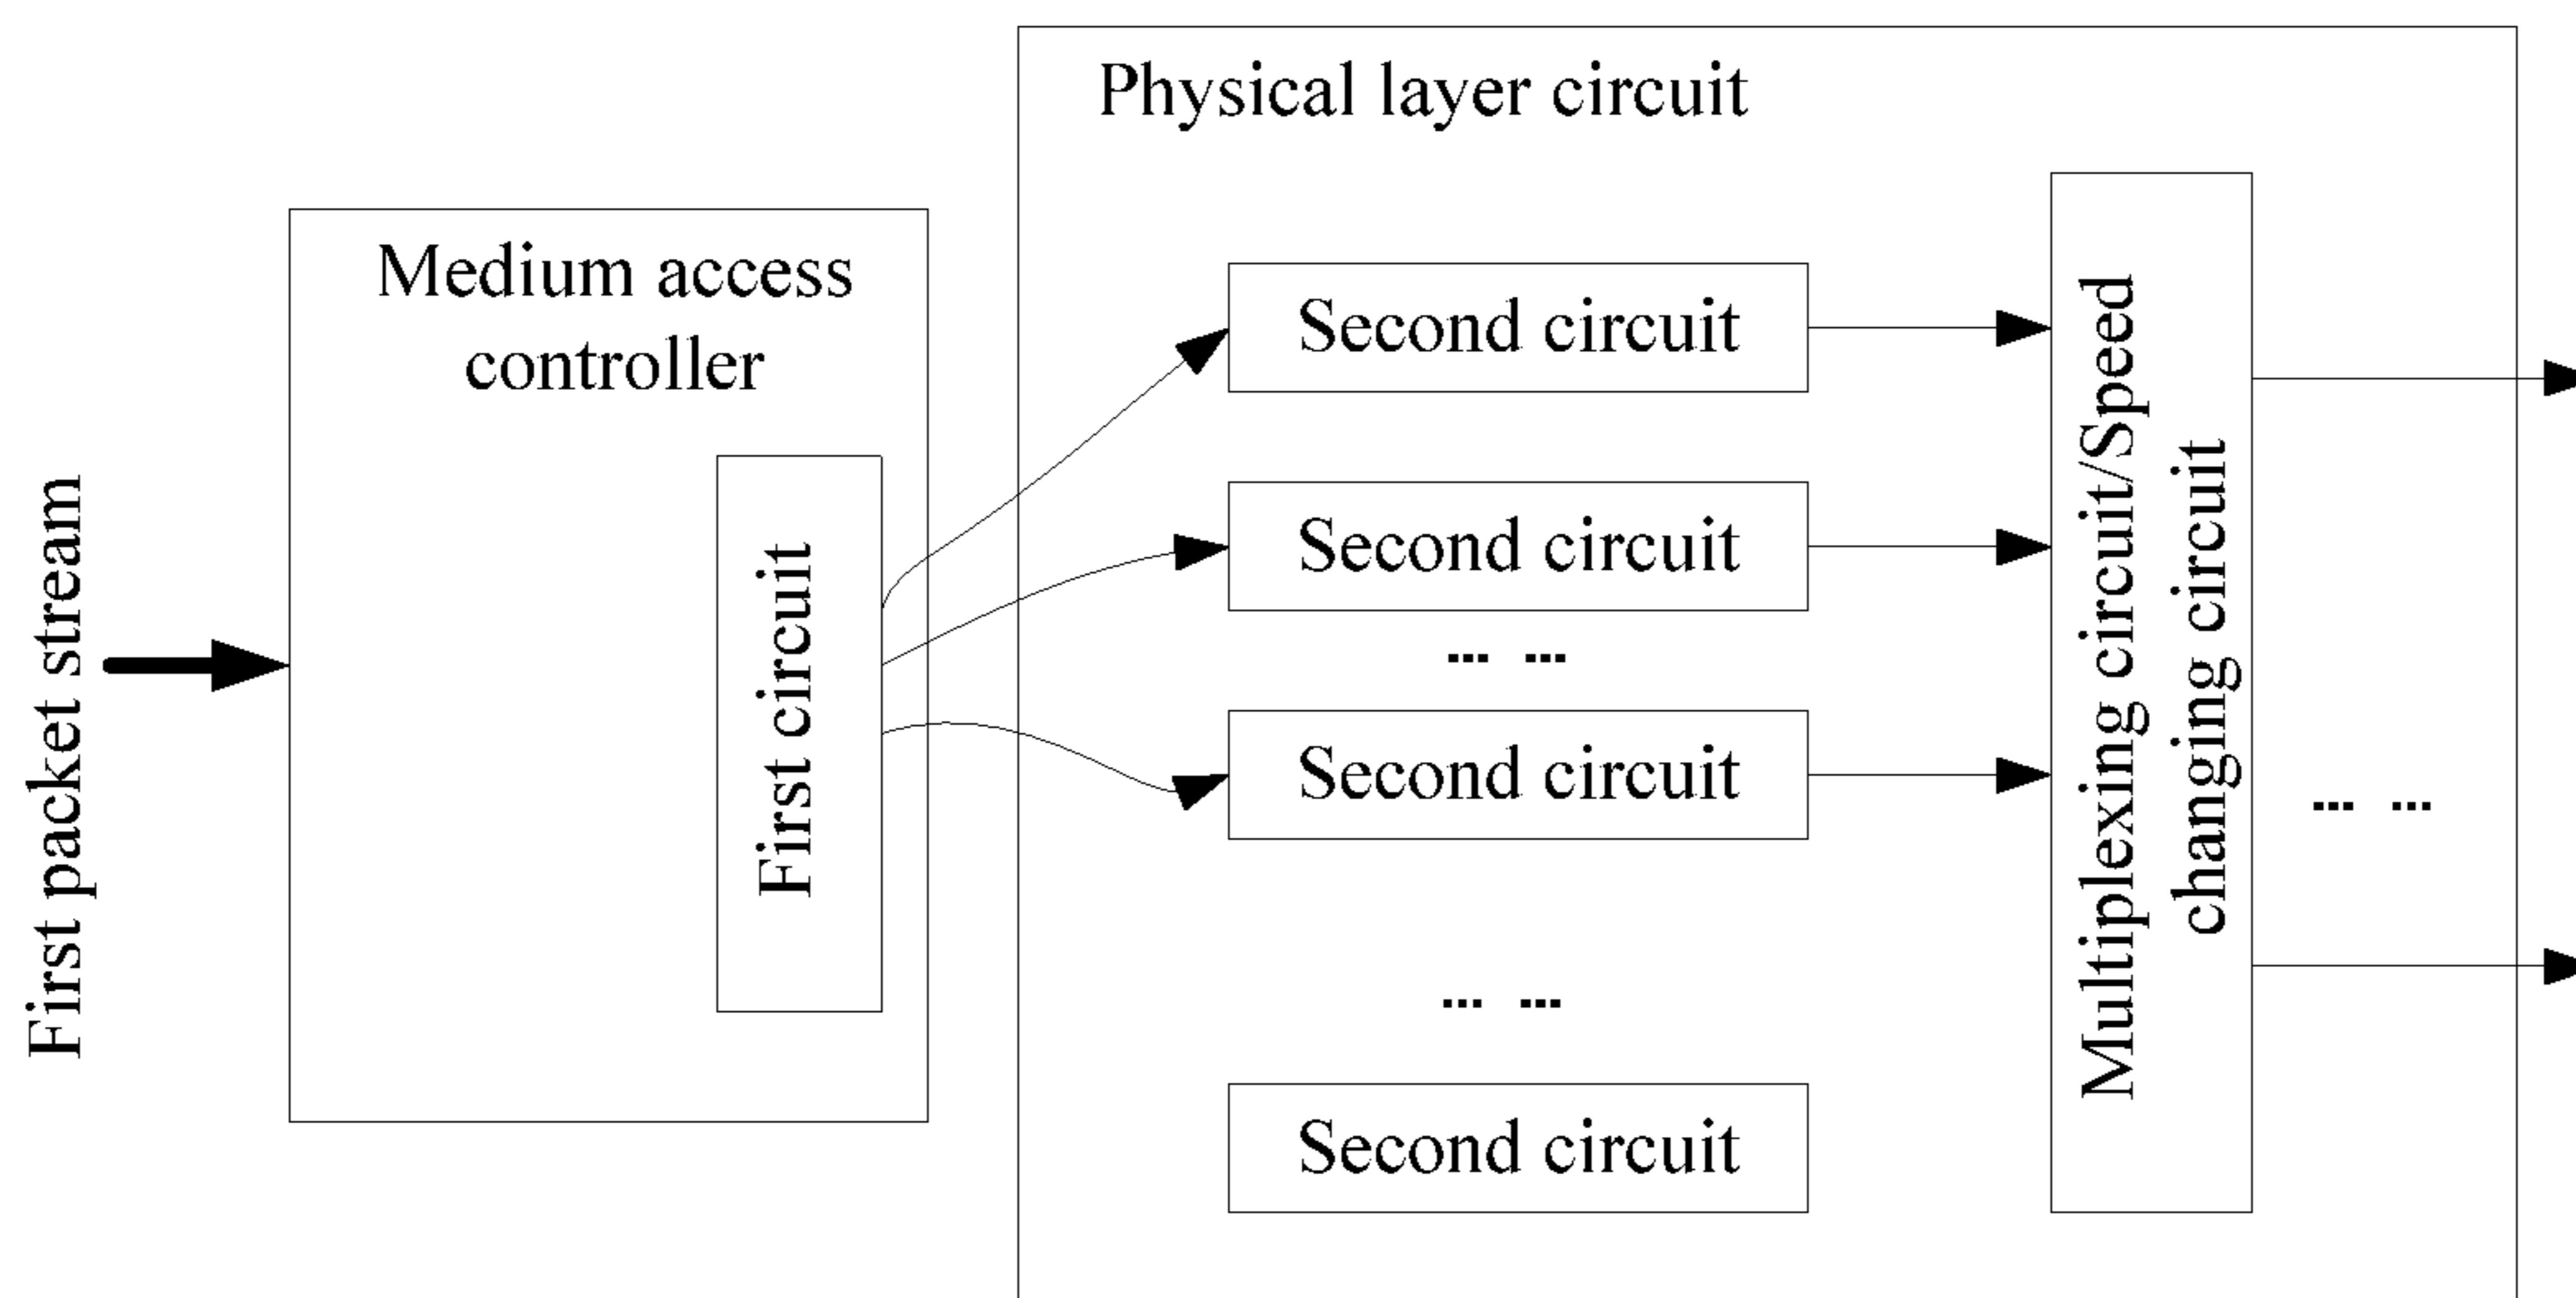 First packet stream
Medium access
controller
First circuit
Physical layer circuit
Second circuit
Second circuit
... ...
Second circuit
... ...
Second circuit
Multiplexing circuit/Speed
changing circuit
... ...